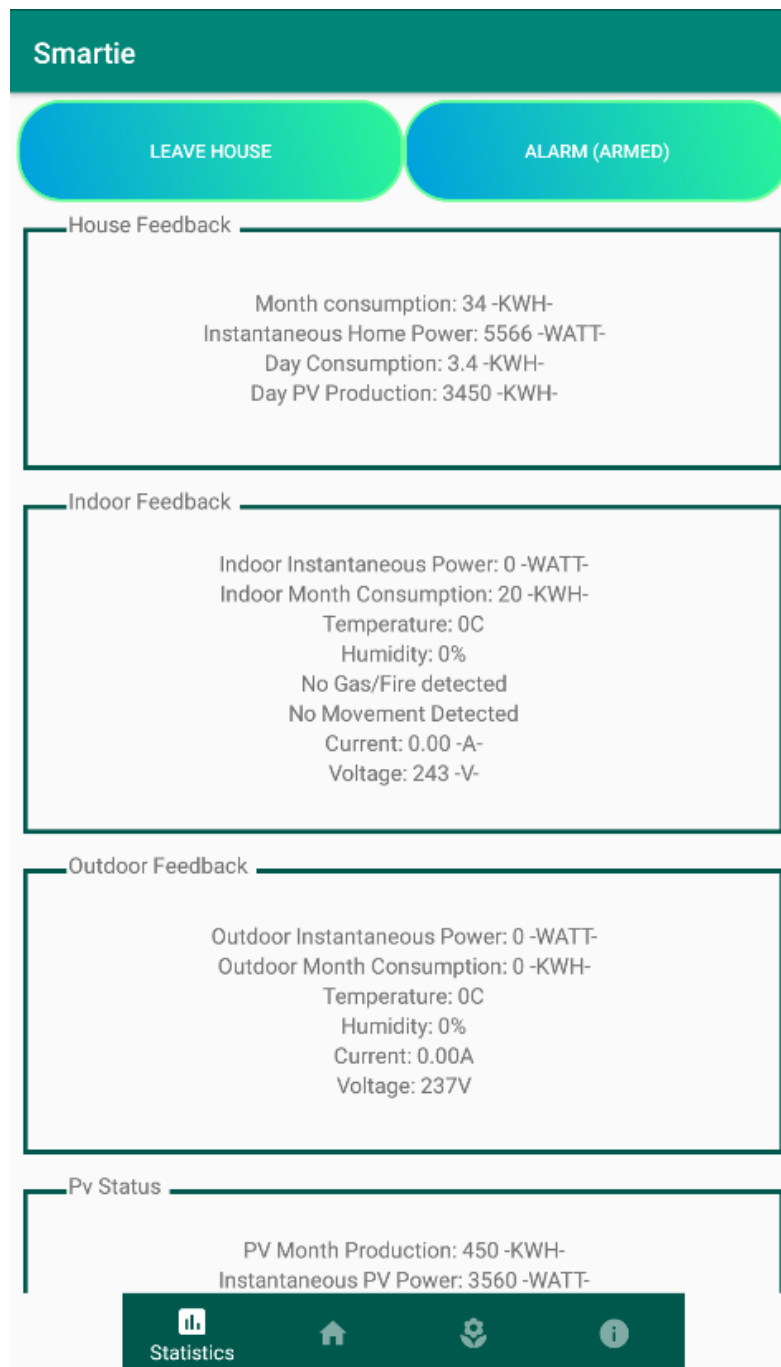 Smartie
LEAVE HOUSE
ALARM (ARMED)
House Feedback
Month consumption: 34 -KWH-
Instantaneous Home Power: 5566 -WATT-
Day Consumption: 3.4 -KWH-
Day PV Production: 3450 -KWH-
Indoor Feedback
Indoor Instantaneous Power: 0 -WATT-
Indoor Month Consumption: 20 -KWH-
Temperature: 0C
Humidity: 0%
No Gas/Fire detected
No Movement Detected
Current: 0.00 -A-
Voltage: 243 -V-
Outdoor Feedback
Outdoor Instantaneous Power: 0 -WATT-
Outdoor Month Consumption: 0 -KWH-
Temperature: 0C
Humidity: 0%
Current: 0.00A
Voltage: 237V
Pv Status
PV Month Production: 450 -KWH-
Instantaneous PV Power: 3560 -WATT-
Statistics